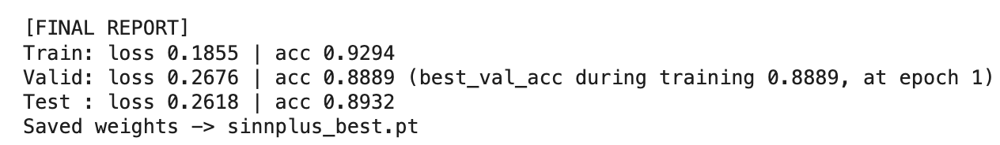 [FINAL REPORT]
Train: loss 0.1855 | acc 0.9294
Valid: loss 0.2676 | acc 0.8889 (best_val_acc during training 0.8889, at epoch 1)
Test : loss 0.2618 | acc 0.8932
Saved weights -> sinnplus_best.pt